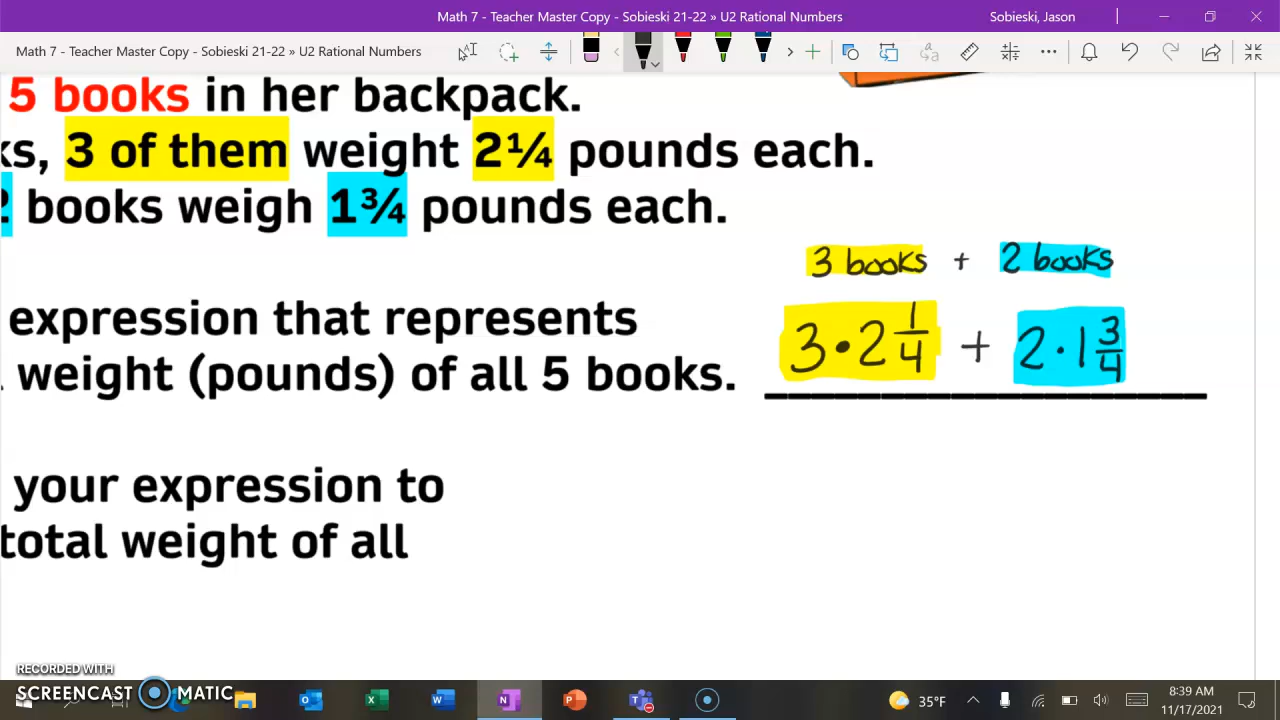 Math 7 - Teacher Master Copy - Sobieski 21-22 » U2 Rational Numbers
Sobieski, Jason
Math 7 - Teacher Master Copy - Sobieski 21-22 » U2 Rational Numbers
5 books in her backpack.
ks, 3 of them weight 2¼ pounds each.
2 books weigh 1¾ pounds each.
3 books + 2 books
expression that represents
3 • 2 1/4 + 2 · 1 3/4
weight (pounds) of all 5 books.
your expression to
total weight of all
RECORDED WITH
SCREENCAST MATIC
35°F
8:39 AM
11/17/2021